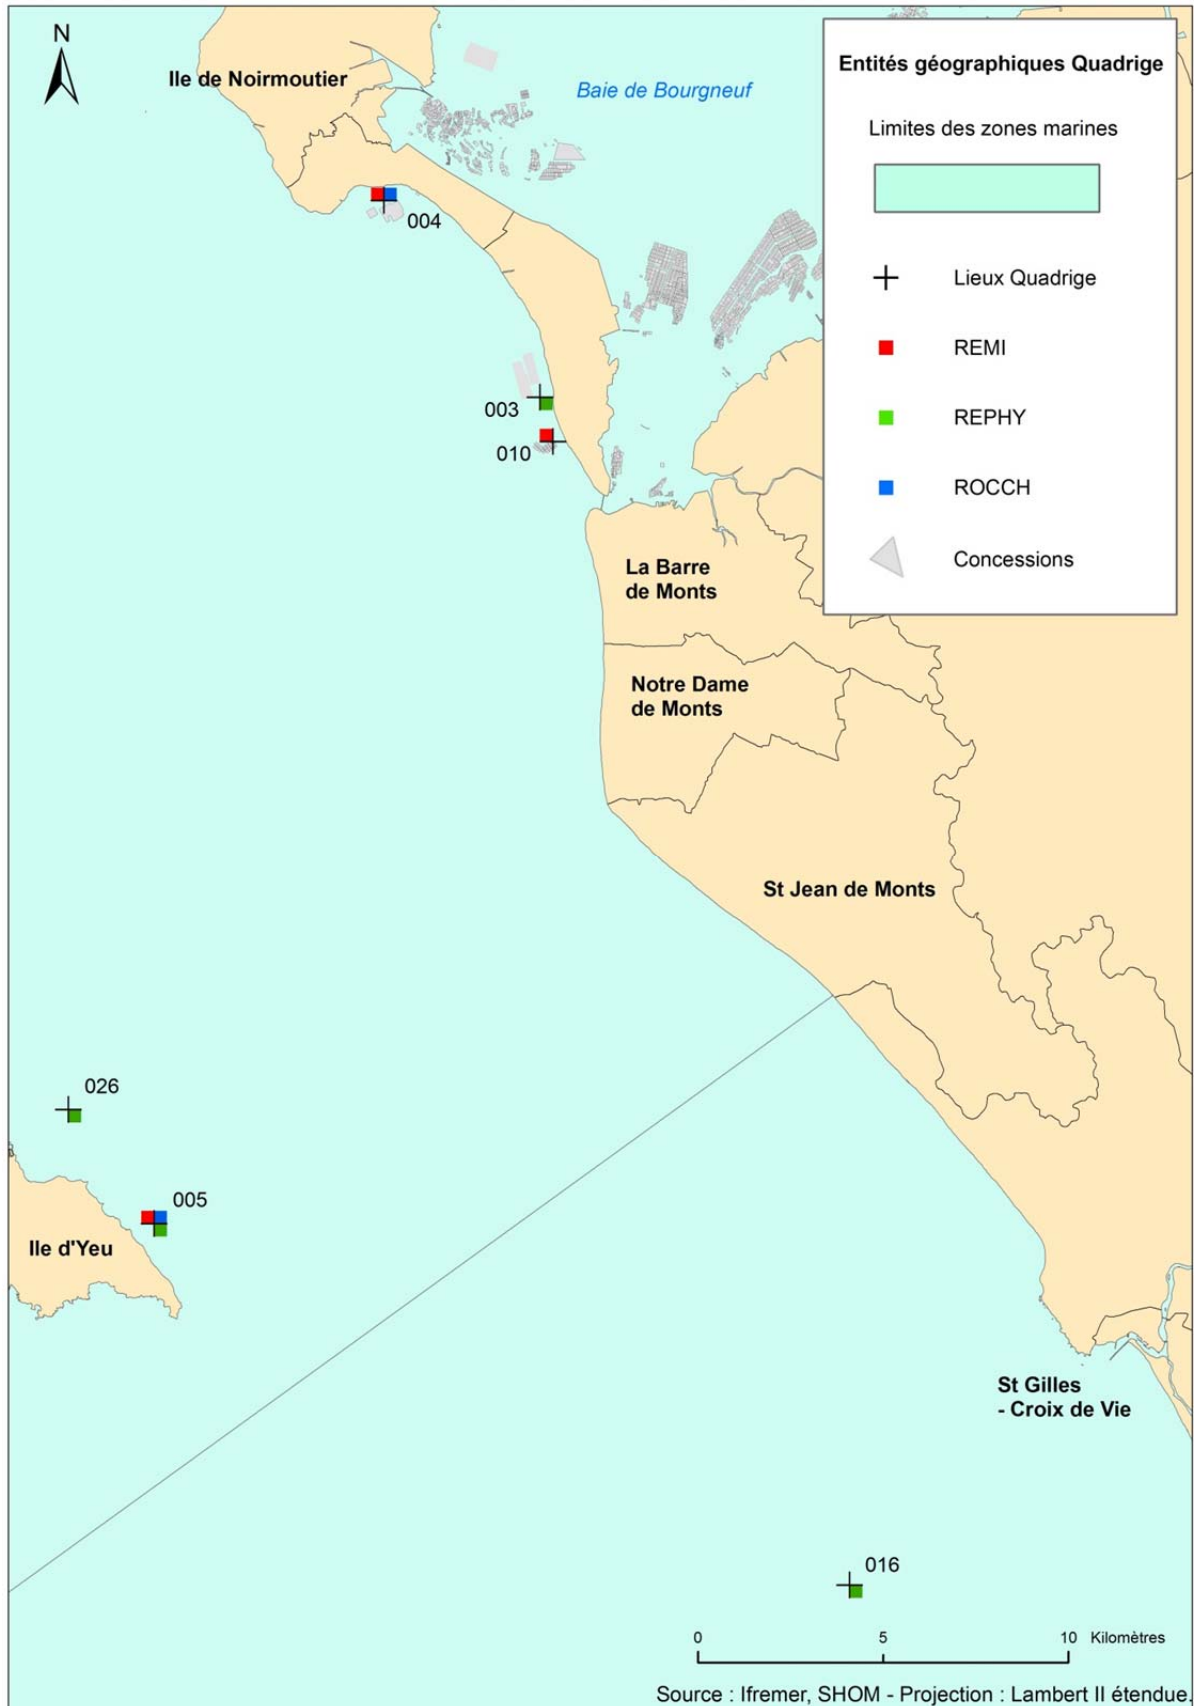 N
Ile de Noirmoutier
Baie de Bourgneuf
Entités géographiques Quadrige
Limites des zones marines
Lieux Quadrige
REMI
REPHY
ROCCH
Concessions
004
003
010
La Barre
de Monts
Notre Dame
de Monts
St Jean de Monts
026
005
Ile d'Yeu
St Gilles
- Croix de Vie
016
0 5 10 Kilomètres
Source : Ifremer, SHOM - Projection : Lambert II étendue